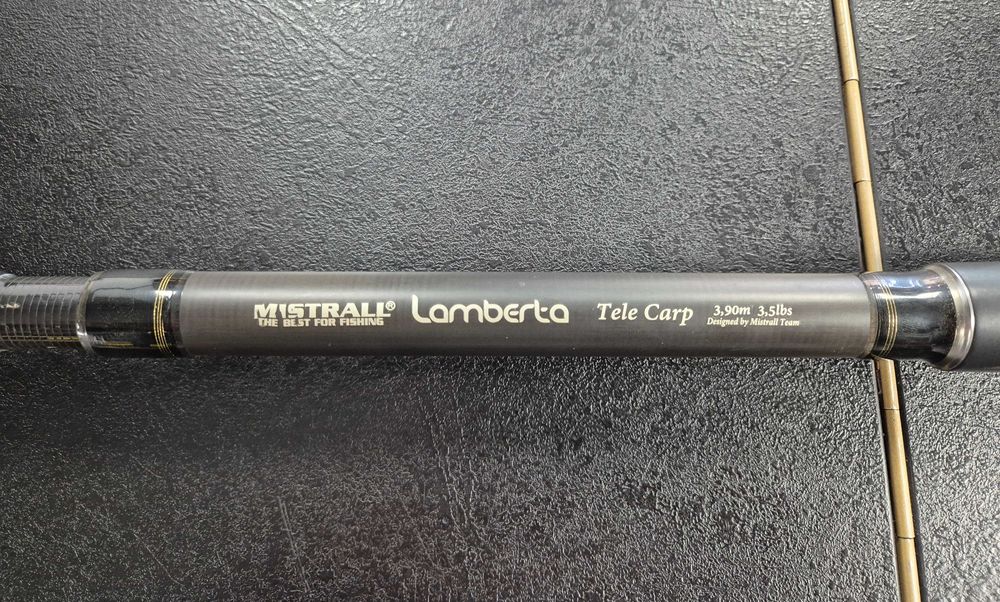 MISTRALL® Lamberta Tele Carp 3,90m 3,5lbs
THE BEST FOR FISHING Designed by Mistrall Team